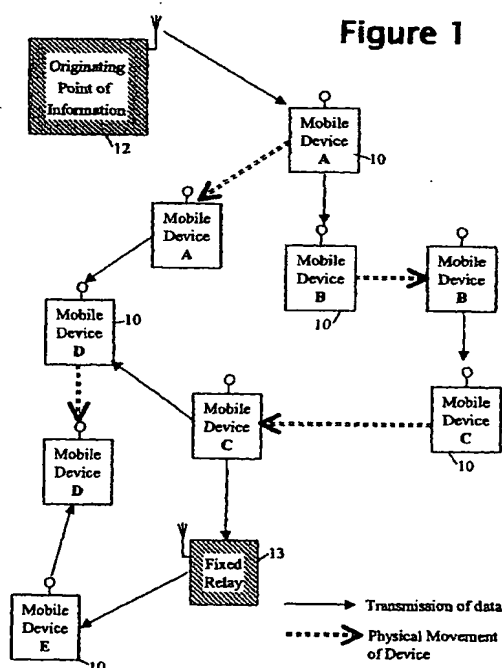 Figure 1
Originating
Point of
Information
12
Mobile
Device
A
10
Mobile
Device
A
Mobile
Device
B
10
Mobile
Device
B
Mobile
Device
D
10
Mobile
Device
C
Mobile
Device
C
10
Mobile
Device
D
Fixed
Relay
13
Mobile
Device
E
10
Transmission of data
Physical Movement
of Device